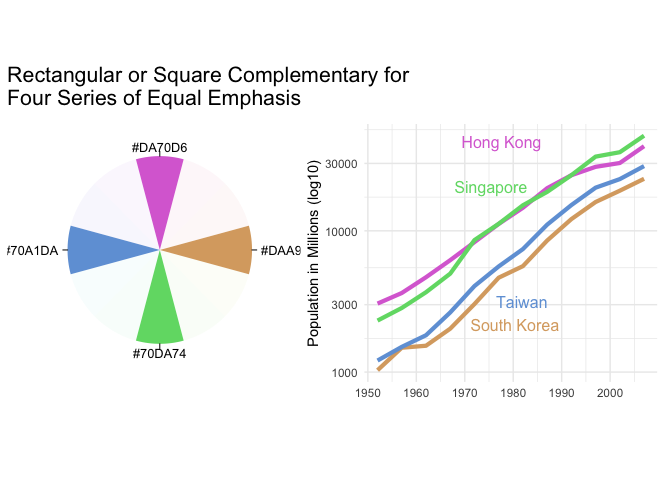 Rectangular or Square Complementary for
Four Series of Equal Emphasis
#DA70D6
#70A1DA
#DAA9
#70DA74
Population in Millions (log10)
30000
10000
3000
1000
Hong Kong
Singapore
Taiwan
South Korea
1950 1960 1970 1980 1990 2000